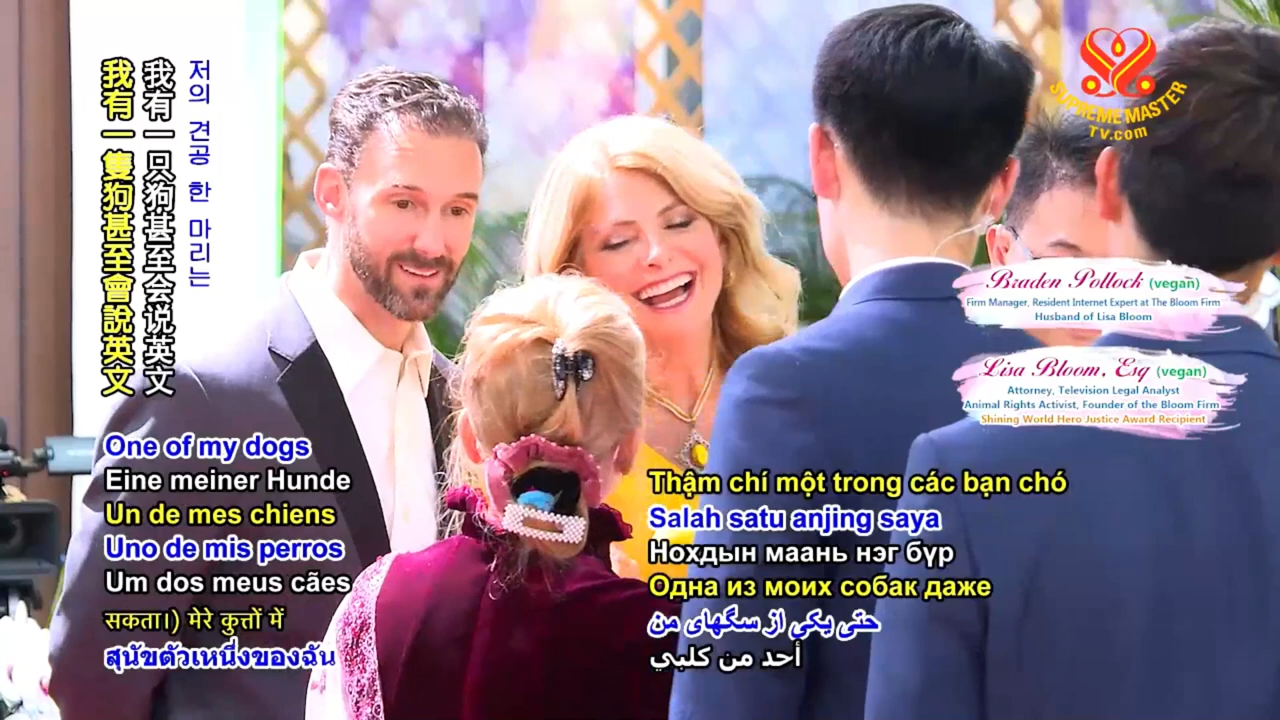 저의 견공 한 마리는
我有一只狗甚至会说英文
我有一隻狗甚至會說英文
SUPREME MASTER
TV.com
Braden Pollock (vegan)
Firm Manager, Resident Internet Expert at The Bloom Firm
Husband of Lisa Bloom
Lisa Bloom, Esq (vegan)
Attorney, Television Legal Analyst
Animal Rights Activist, Founder of the Bloom Firm
Shining World Hero Justice Award Recipient
One of my dogs
Eine meiner Hunde
Un de mes chiens
Uno de mis perros
Um dos meus cães
सकता।) मेरे कुत्तों में
สุนัขตัวเหนึ่งของฉัน
Thậm chí một trong các bạn chó
Salah satu anjing saya
Нохдын маань нэг бүр
Одна из моих собак даже
حتی یکی از سگهای من
أحد من كلبي